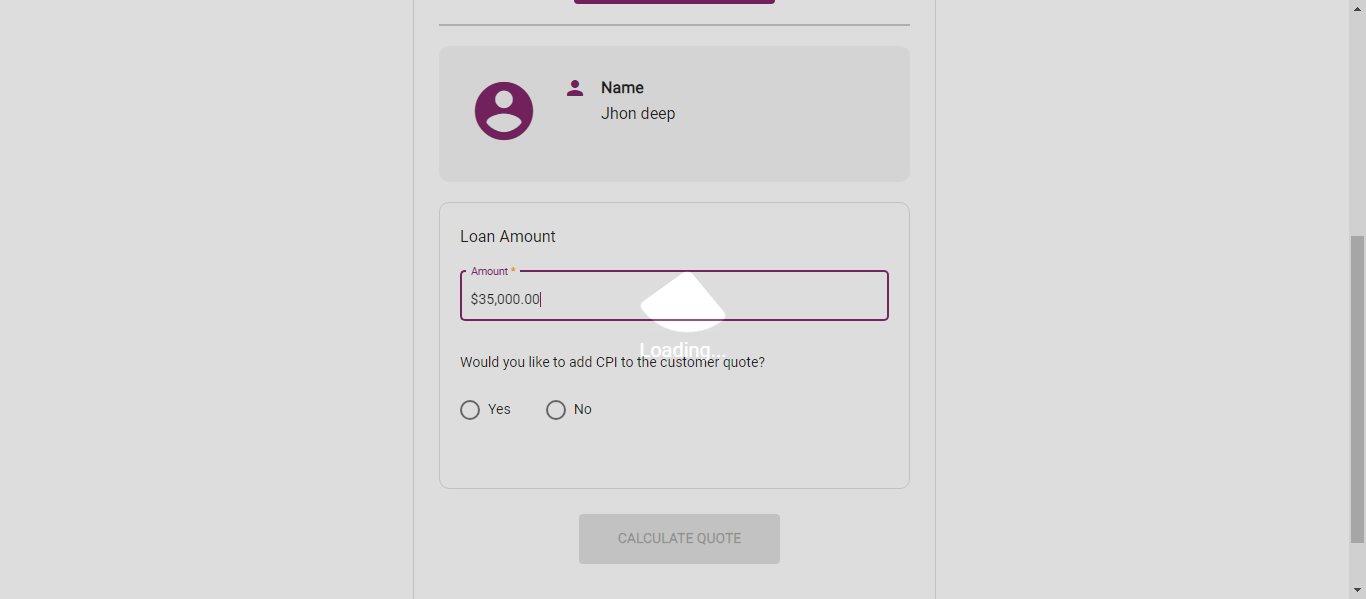 Name
Jhon deep
Loan Amount
Amount *
$35,000.00
Loading...
Would you like to add CPI to the customer quote?
Yes
No
CALCULATE QUOTE